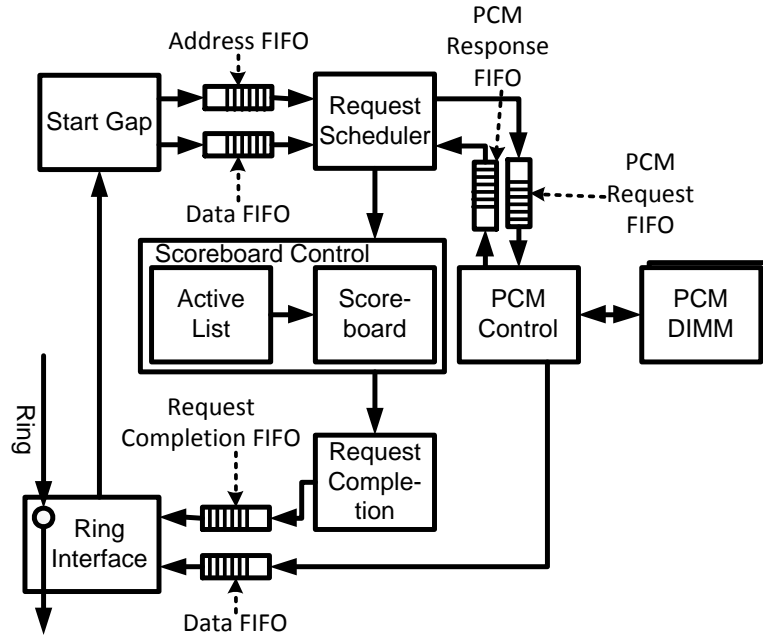 PCM
Response
FIFO
Address FIFO
Start Gap
Request
Scheduler
PCM
Request
FIFO
Data FIFO
Scoreboard Control
Active
List
Score-
board
PCM
Control
PCM
DIMM
Ring
Request
Completion FIFO
Request
Comple-
tion
Ring
Interface
Data FIFO